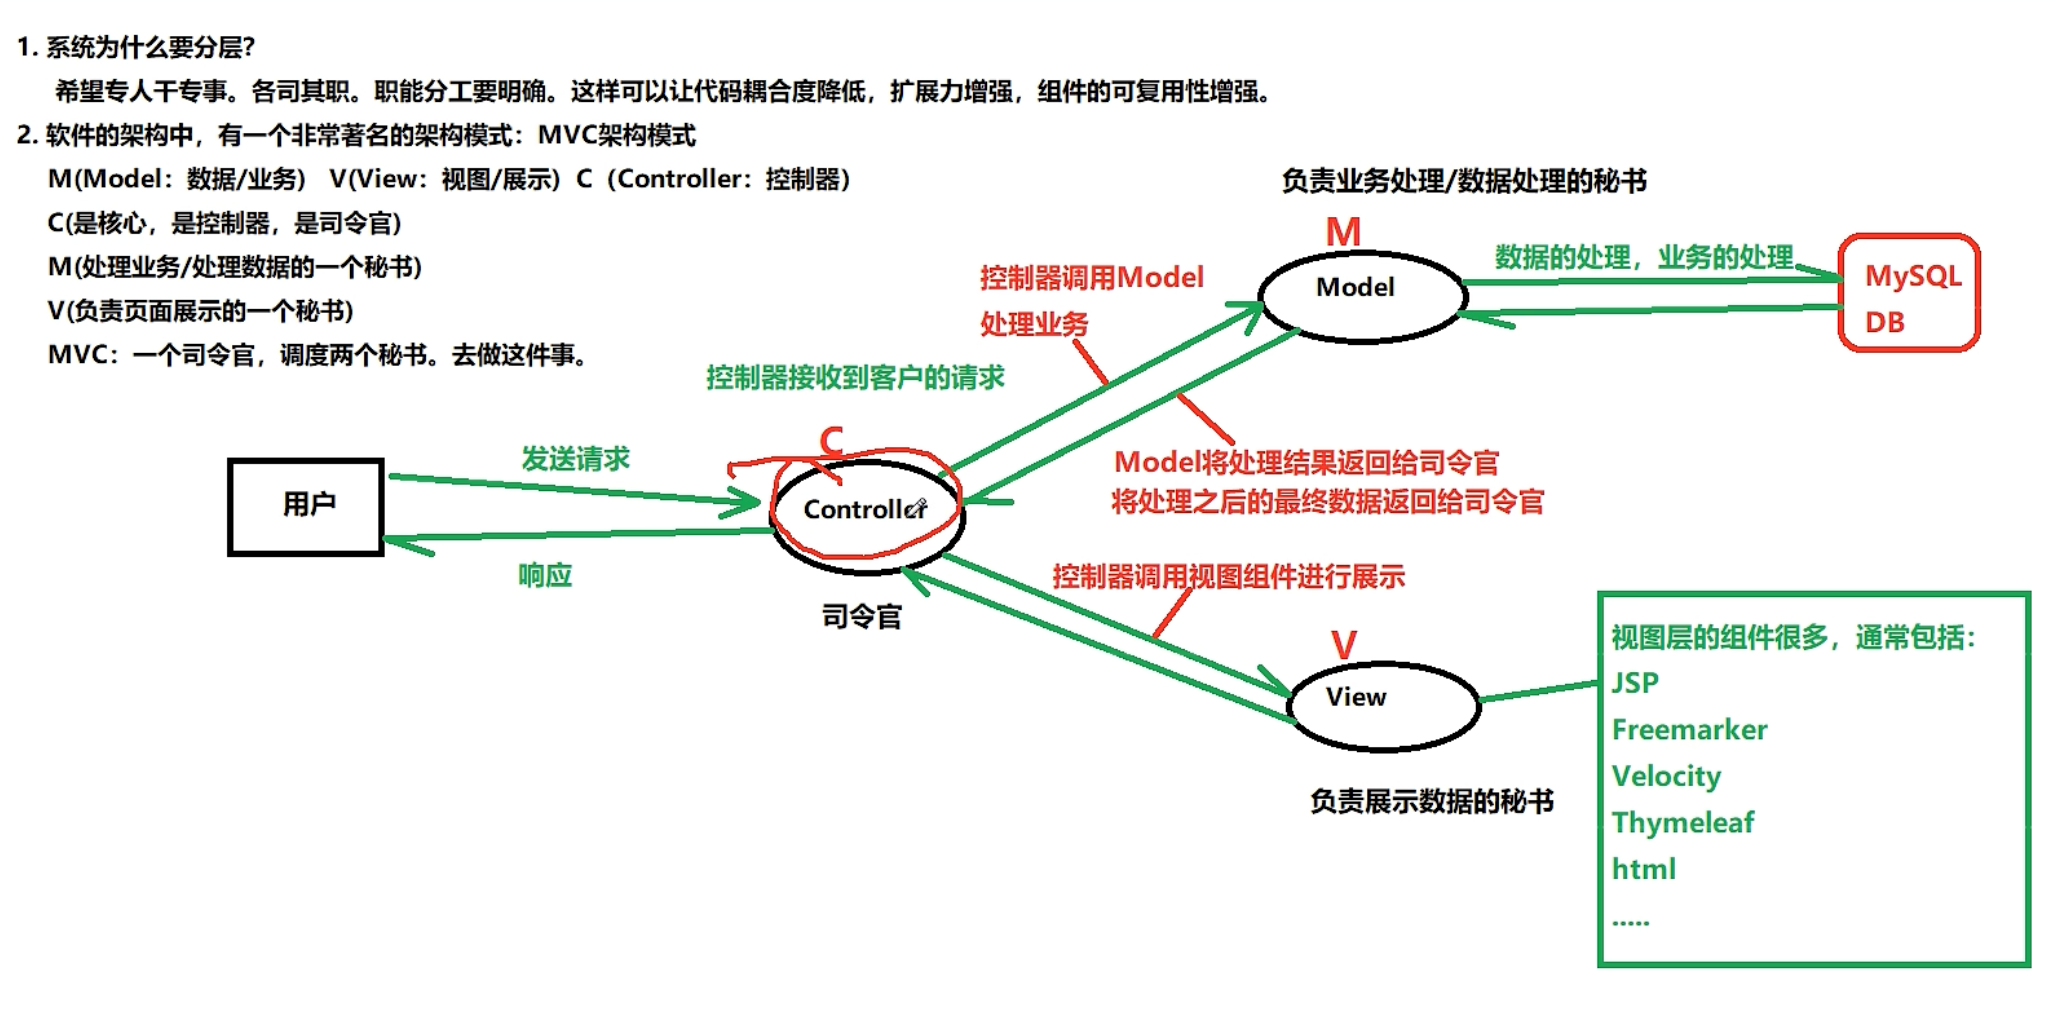 1. 系统为什么要分层？
希望专人干专事。各司其职。职能分工要明确。这样可以让代码耦合度降低，扩展力增强，组件的可复用性增强。
2. 软件的架构中，有一个非常著名的架构模式：MVC架构模式
M(Model：数据/业务) V(View：视图/展示) C（Controller：控制器）
C(是核心，是控制器，是司令官)
M(处理业务/处理数据的一个秘书)
V(负责页面展示的一个秘书)
MVC：一个司令官，调度两个秘书。去做这件事。
负责业务处理/数据处理的秘书
M
Model
数据的处理，业务的处理
MySQL
DB
控制器调用Model
处理业务
控制器接收到客户的请求
C
Controller
司令官
用户
发送请求
响应
Model将处理结果返回给司令官
将处理之后的最终数据返回给司令官
控制器调用视图组件进行展示
V
View
负责展示数据的秘书
视图层的组件很多，通常包括：
JSP
Freemarker
Velocity
Thymeleaf
html
.....